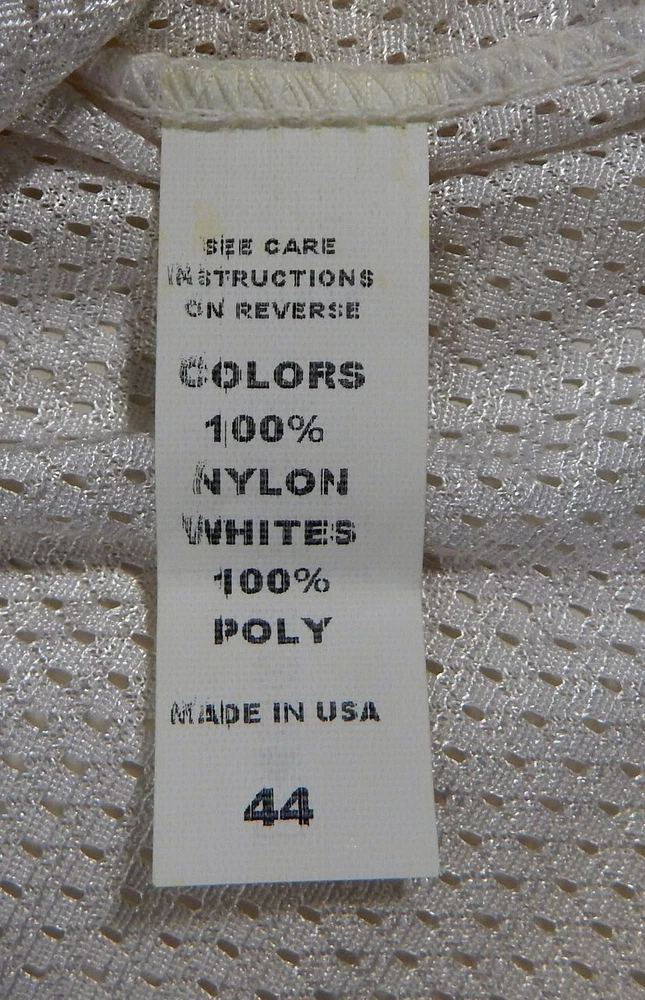 SEE CARE
INSTRUCTIONS
ON REVERSE
COLORS
100%
NYLON
WHITES
100%
POLY
MADE IN USA
44